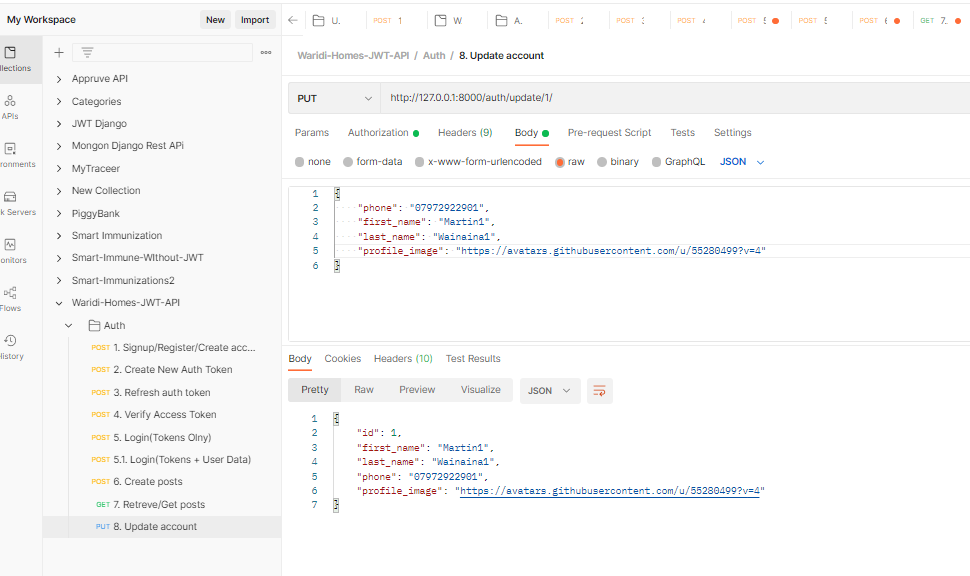 My Workspace
New
Import
U.
POST 1
W
A.
POST 2
POST 3
POST 4
POST 5
POST 5
POST 6
GET 7.
llections
APIs
ronments
k Servers
onitors
Flows
History
Appruve API
Categories
JWT Django
Mongon Django Rest APi
MyTraceer
New Collection
PiggyBank
Smart Immunization
Smart-Immune-WIthout-JWT
Smart-Immunizations2
Waridi-Homes-JWT-API
Auth
POST 1. Signup/Register/Create acc...
POST 2. Create New Auth Token
POST 3. Refresh auth token
POST 4. Verify Access Token
POST 5. Login(Tokens Olny)
POST 5.1. Login(Tokens + User Data)
POST 6. Create posts
GET 7. Retreve/Get posts
PUT 8. Update account
Waridi-Homes-JWT-API / Auth / 8. Update account
PUT http://127.0.0.1:8000/auth/update/1/
Params Authorization Headers (9) Body Pre-request Script Tests Settings
none form-data x-www-form-urlencoded raw binary GraphQL JSON
1 {
2 "phone": "07972922901",
3 "first_name": "Martin1",
4 "last_name": "Wainaina1",
5 "profile_image": "https://avatars.githubusercontent.com/u/55280499?v=4"
6 }
Body Cookies Headers (10) Test Results
Pretty Raw Preview Visualize JSON
1 {
2 "id": 1,
3 "first_name": "Martin1",
4 "last_name": "Wainaina1",
5 "phone": "07972922901",
6 "profile_image": "https://avatars.githubusercontent.com/u/55280499?v=4"
7 }